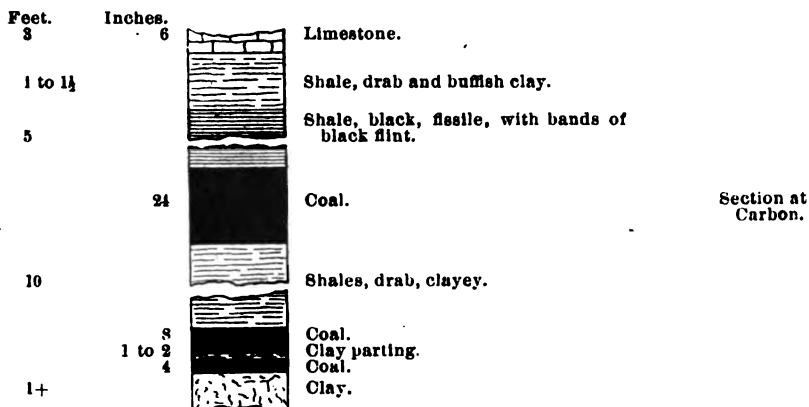 Feet. Inches.
3 6 Limestone.
1 to 1½ Shale, drab and buffish clay.
Shale, black, fissile, with bands of
5 black flint.
24 Coal. Section at
Carbon.
10 Shales, drab, clayey.
8 Coal.
1 to 2 Clay parting.
4 Coal.
1+ Clay.